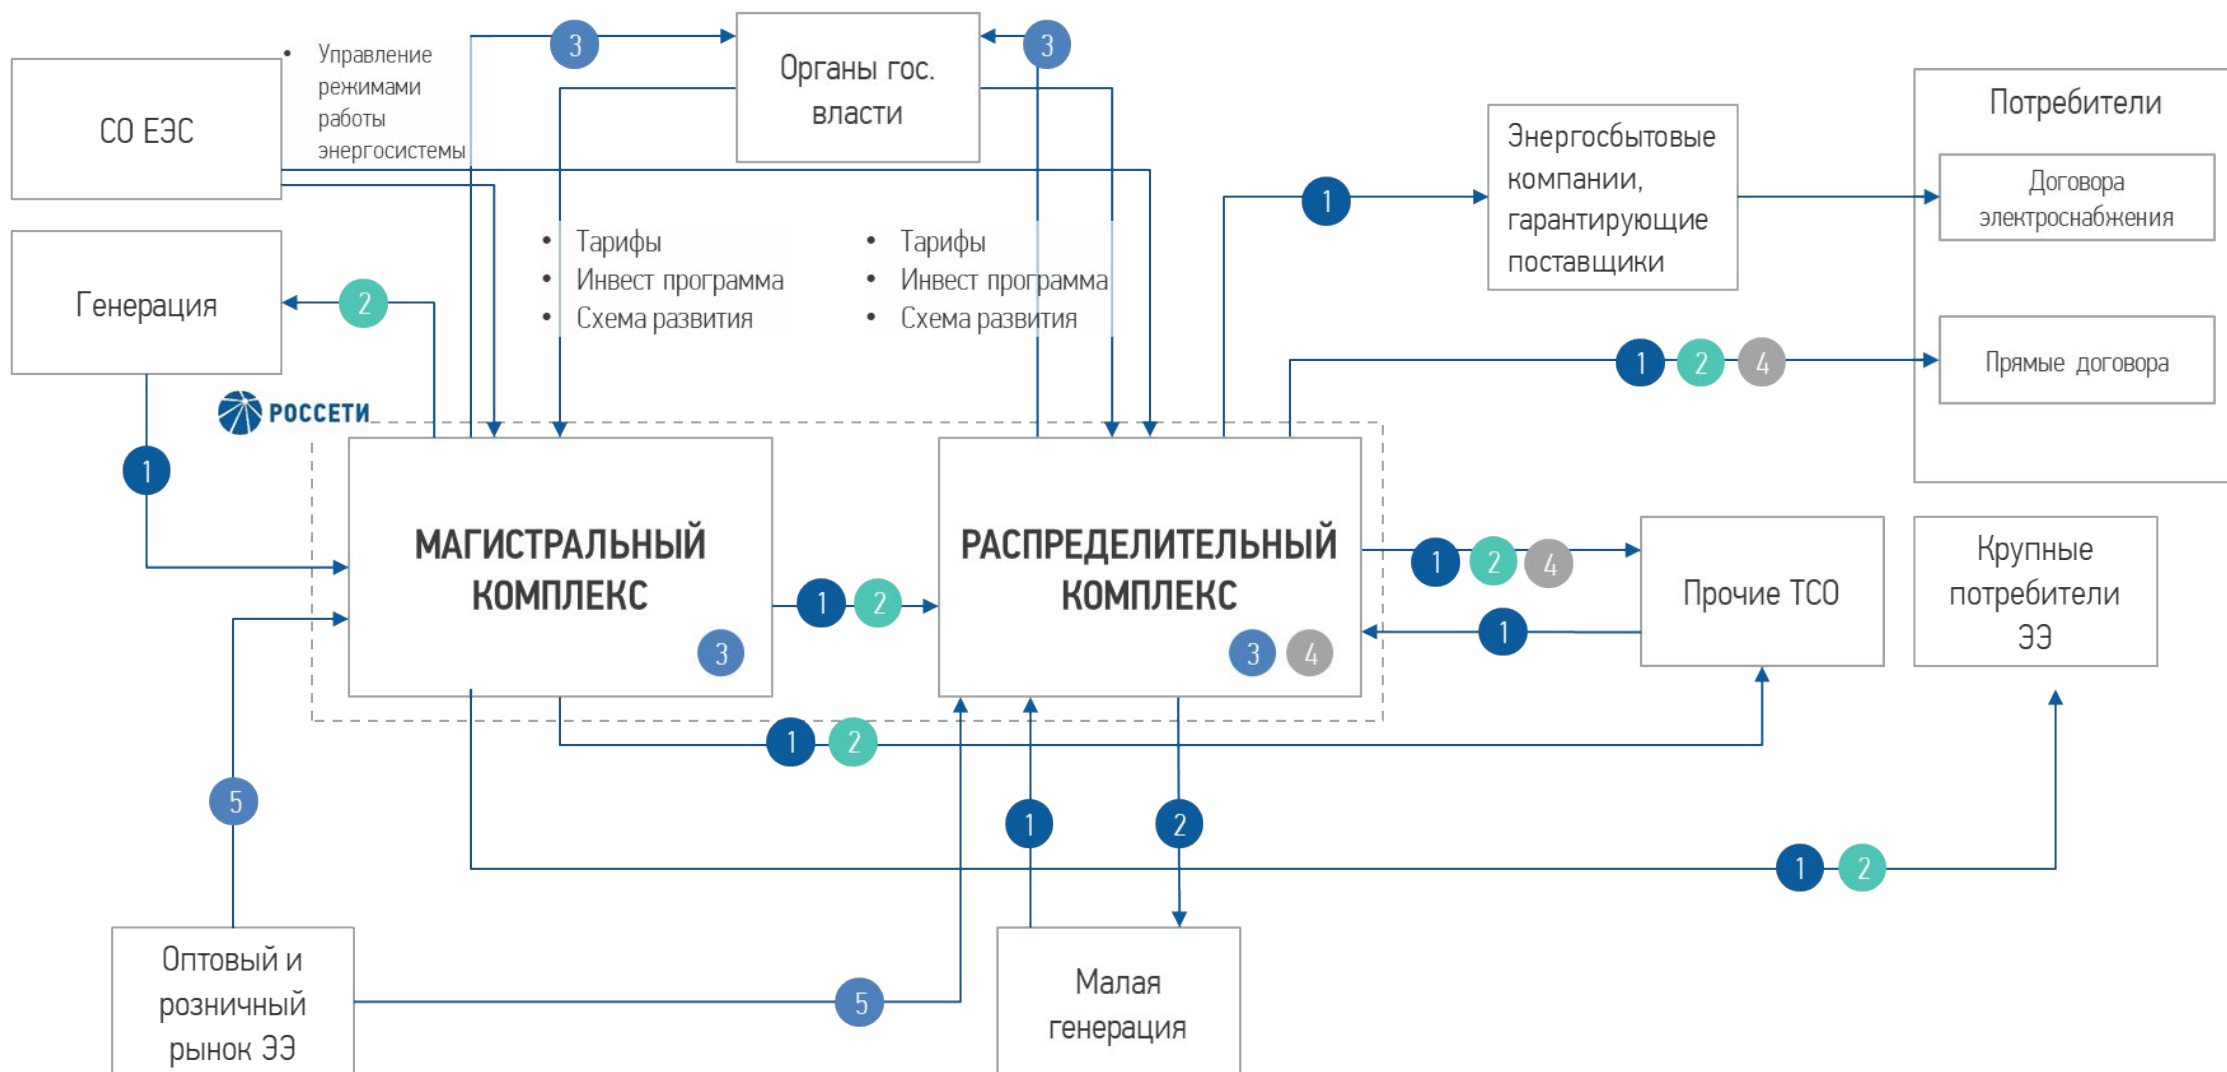 3
3
Органы гос.
власти
• Управление
режимами
работы
энергосистемы
СО ЕЭС
Потребители
Энергосбытовые
компании,
гарантирующие
поставщики
Договора
электроснабжения
1
• Тарифы
• Инвест программа
• Схема развития
• Тарифы
• Инвест программа
• Схема развития
Генерация
2
1 2 4
Прямые договора
РОССЕТИ
1
МАГИСТРАЛЬНЫЙ
КОМПЛЕКС
3
1 2
РАСПРЕДЕЛИТЕЛЬНЫЙ
КОМПЛЕКС
3 4
1 2 4
1
Прочие ТСО
Крупные
потребители
ЭЭ
1 2
5
1
2
1 2
Оптовый и
розничный
рынок ЭЭ
5
Малая
генерация